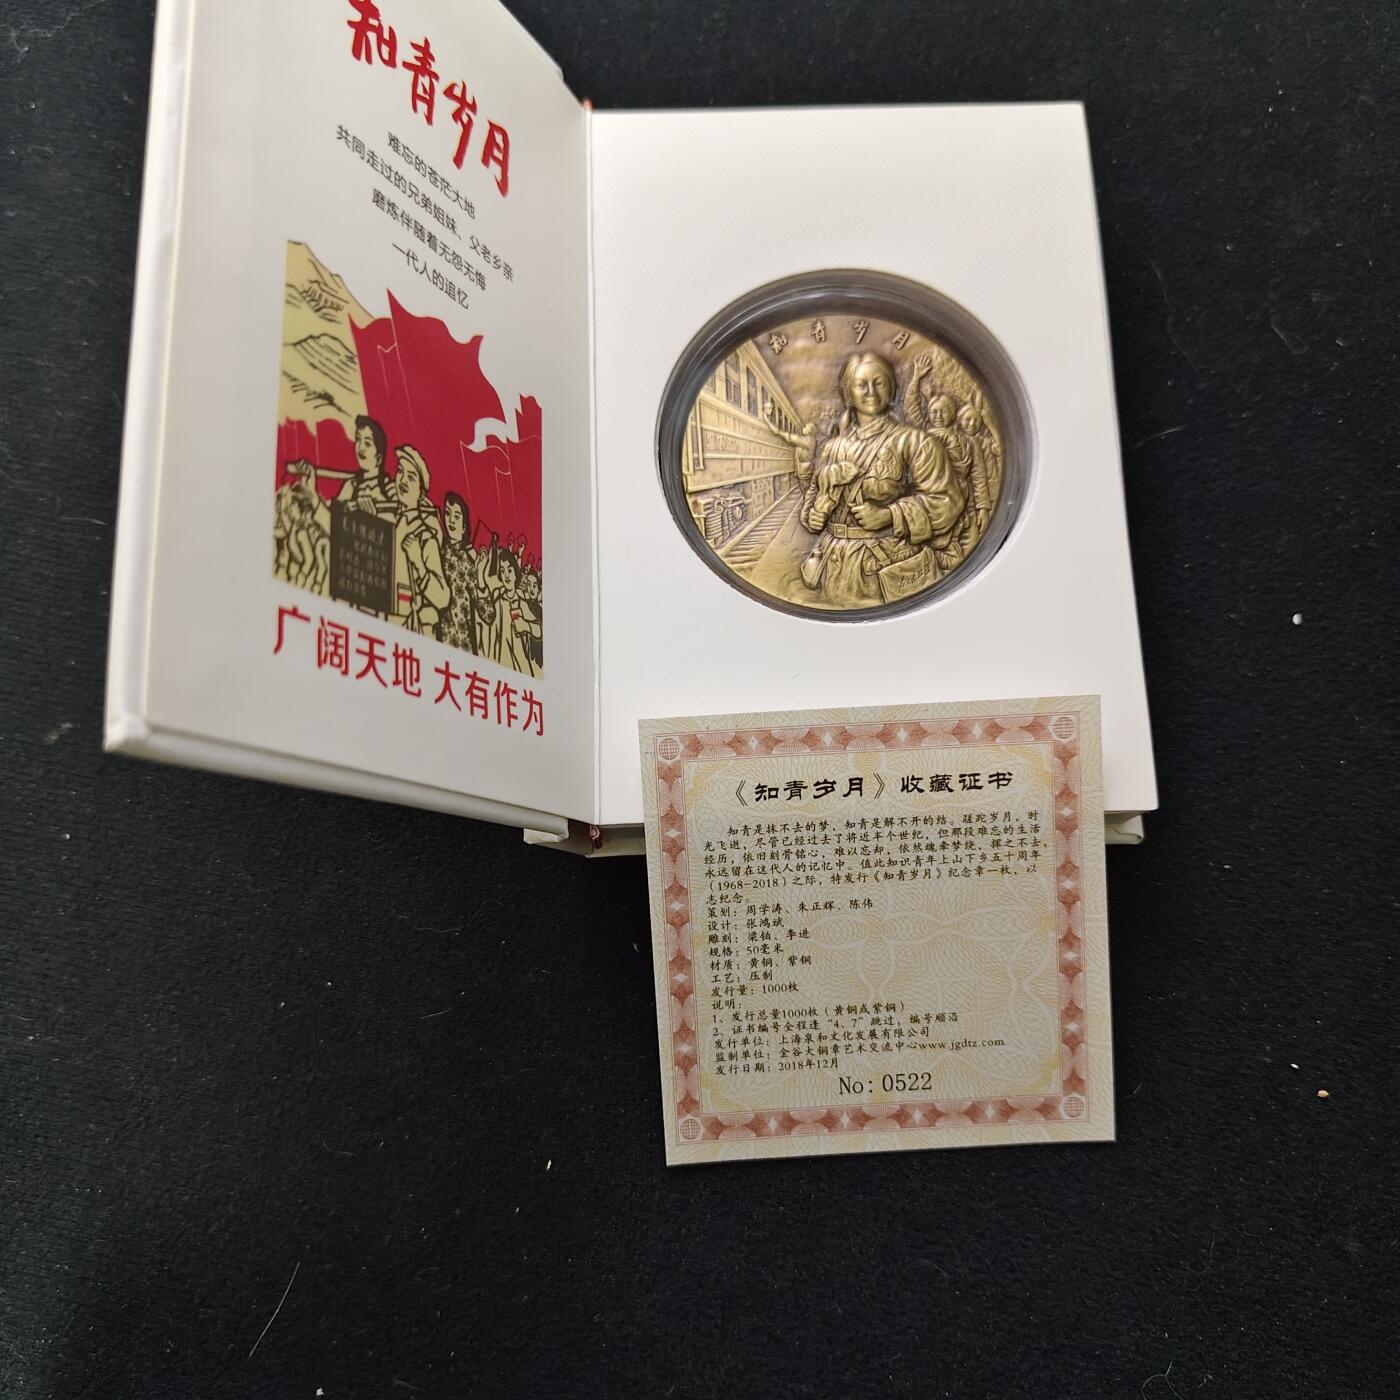 知青岁月
难忘的苍茫大地
共同走过的兄弟姐妹、父老乡亲
磨炼伴随着无怨无悔
一代人的追忆
广阔天地 大有作为
知青岁月
《知青岁月》收藏证书
知青是抹不去的梦，知青是解不开的结。蹉跎岁月，时
光飞逝，尽管已经过去了将近半个世纪，但那段难忘的生活
经历，依旧刻骨铭心，难以忘却，依然魂牵梦绕，挥之不去，
永远留在这代人的记忆中。值此知识青年上山下乡五十周年
（1968-2018）之际，特发行《知青岁月》纪念章一枚，以
志纪念。
策划：周学涛、朱正辉、陈伟
设计：张鸿斌
雕刻：梁铂、李进
规格：50毫米
材质：黄铜、紫铜
工艺：压制
发行量：1000枚
说明：
1、发行总量1000枚（黄铜或紫铜）
2、证书编号全程逢“4、7”跳过，编号顺沿
发行单位：上海泉和文化发展有限公司
监制单位：金谷大铜章艺术交流中心www.jgdtz.com
发行日期：2018年12月
No:0522